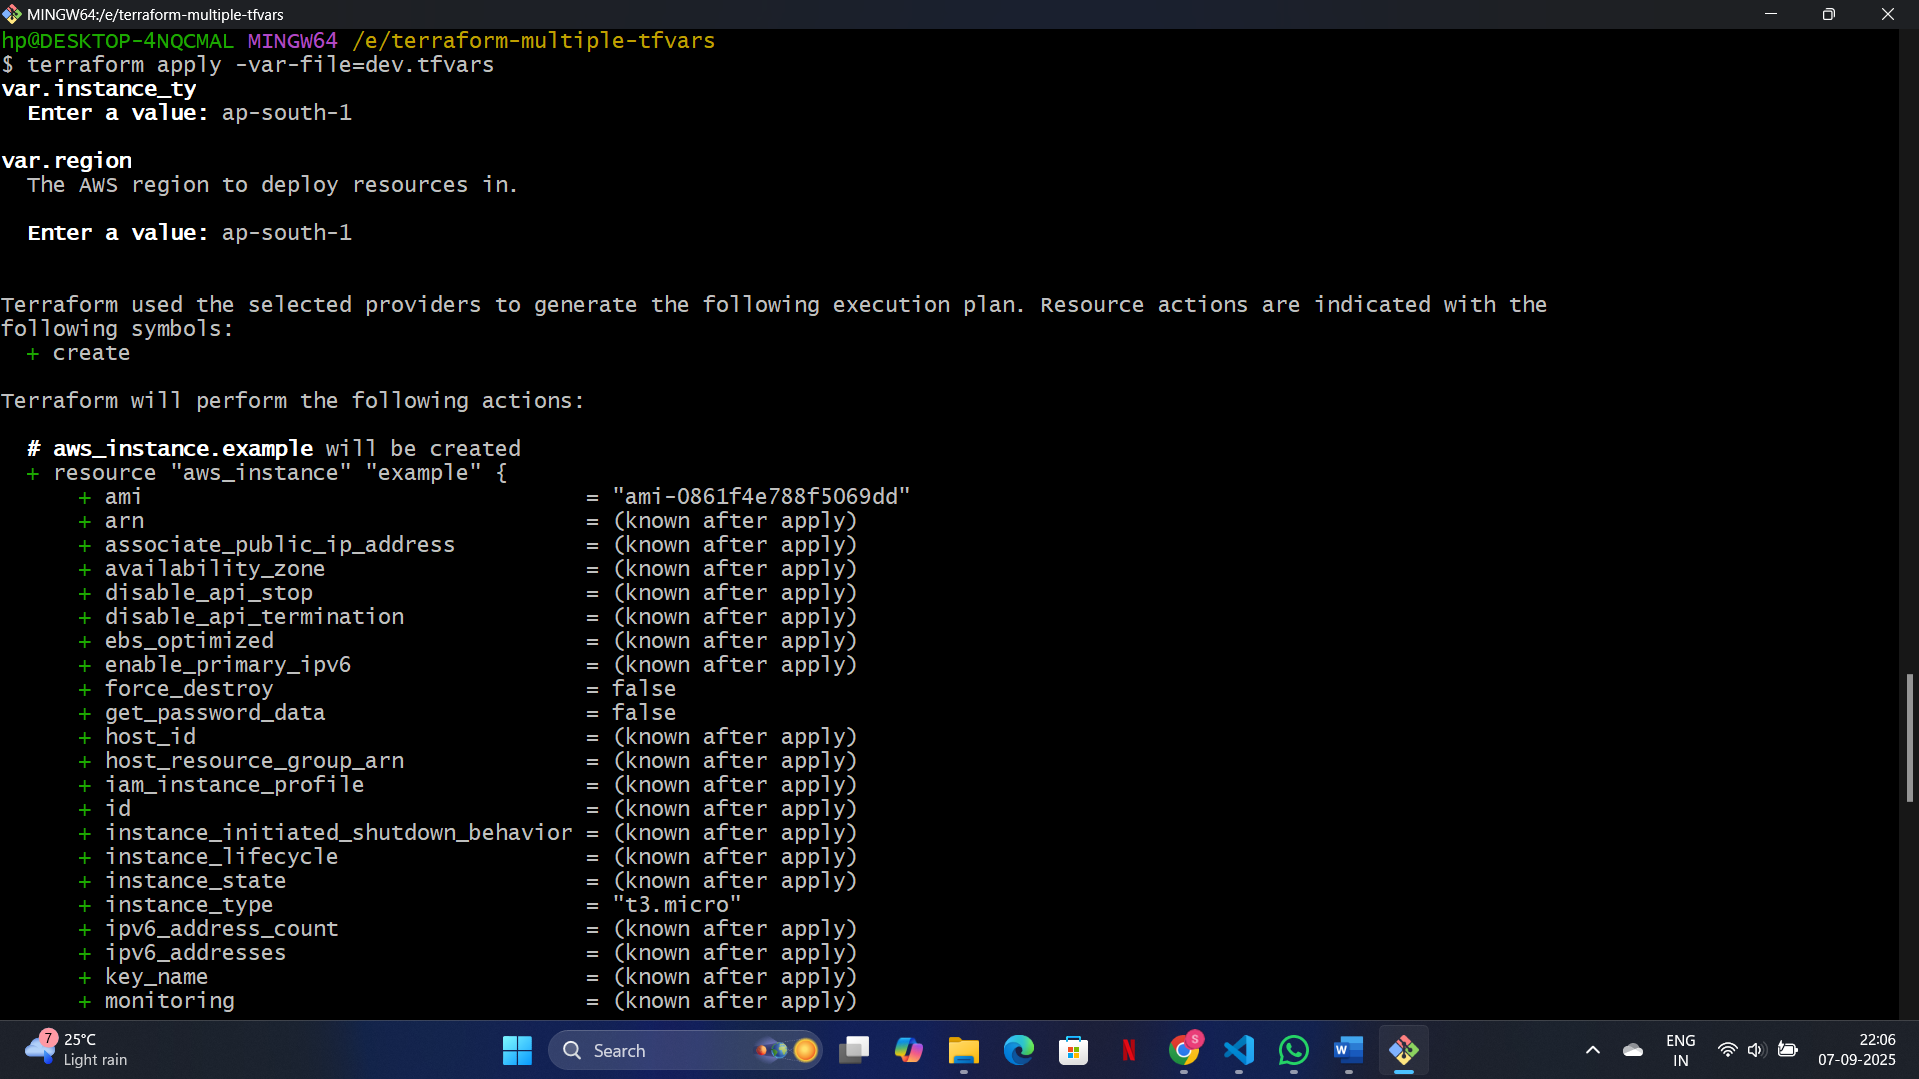 MINGW64:/e/terraform-multiple-tfvars
hp@DESKTOP-4NQCMAL MINGW64 /e/terraform-multiple-tfvars
$ terraform apply -var-file=dev.tfvars
var.instance_ty
  Enter a value: ap-south-1

var.region
  The AWS region to deploy resources in.

  Enter a value: ap-south-1

Terraform used the selected providers to generate the following execution plan. Resource actions are indicated with the
following symbols:
  + create

Terraform will perform the following actions:

  # aws_instance.example will be created
  + resource "aws_instance" "example" {
      + ami                                  = "ami-0861f4e788f5069dd"
      + arn                                  = (known after apply)
      + associate_public_ip_address          = (known after apply)
      + availability_zone                    = (known after apply)
      + disable_api_stop                     = (known after apply)
      + disable_api_termination              = (known after apply)
      + ebs_optimized                        = (known after apply)
      + enable_primary_ipv6                  = (known after apply)
      + force_destroy                        = false
      + get_password_data                    = false
      + host_id                              = (known after apply)
      + host_resource_group_arn              = (known after apply)
      + iam_instance_profile                 = (known after apply)
      + id                                   = (known after apply)
      + instance_initiated_shutdown_behavior = (known after apply)
      + instance_lifecycle                   = (known after apply)
      + instance_state                       = (known after apply)
      + instance_type                        = "t3.micro"
      + ipv6_address_count                   = (known after apply)
      + ipv6_addresses                       = (known after apply)
      + key_name                             = (known after apply)
      + monitoring                           = (known after apply)
7
25°C
Light rain
Search
S
ENG
IN
22:06
07-09-2025